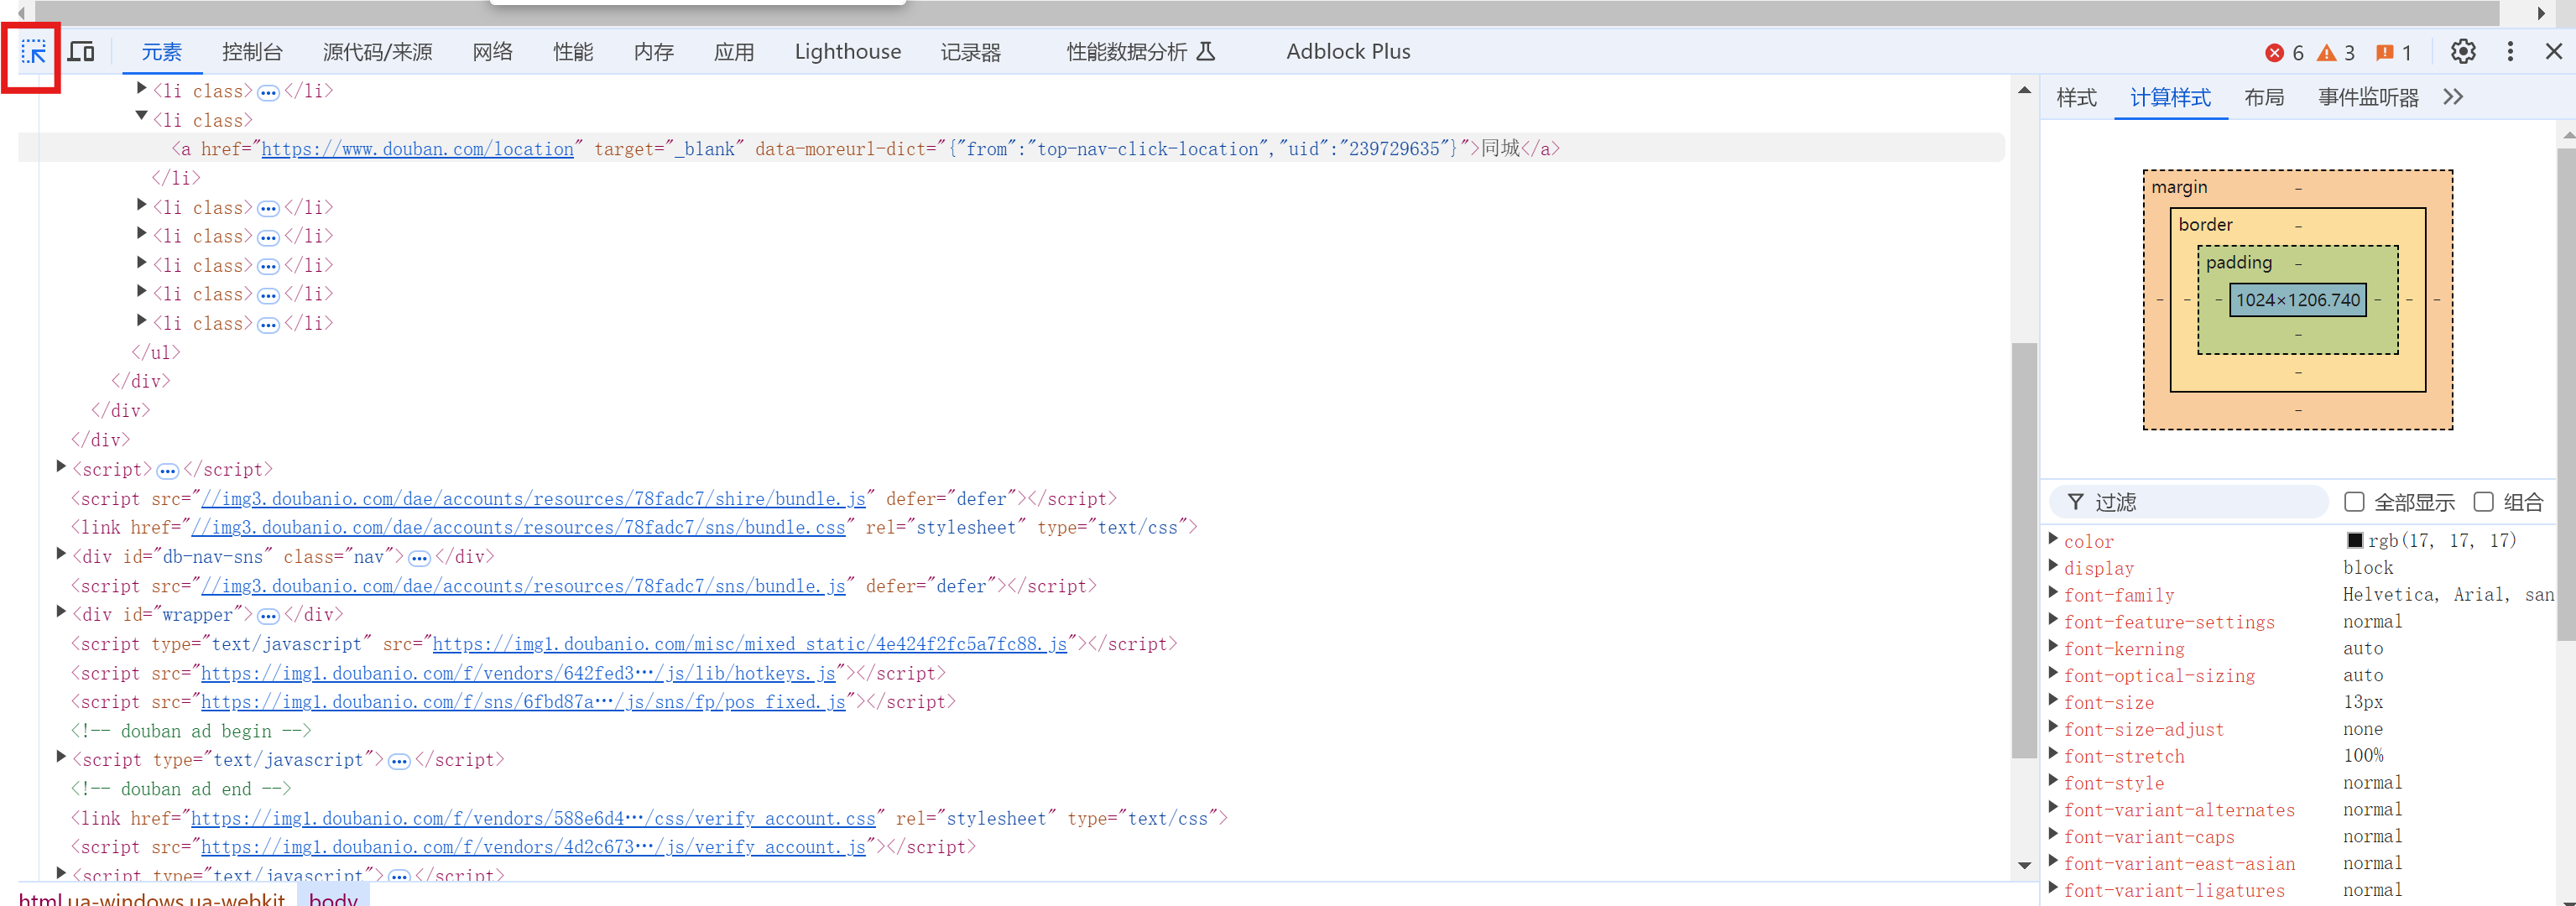 元素 控制台 源代码/来源 网络 性能 内存 应用 Lighthouse 记录器 性能数据分析 Adblock Plus 6 3 1
<li class>…</li>
<li class>
<a href="https://www.douban.com/location" target="_blank" data-moreurl-dict="{"from":"top-nav-click-location","uid":"239729635"}">同城</a>
</li>
<li class>…</li>
<li class>…</li>
<li class>…</li>
<li class>…</li>
<li class>…</li>
</ul>
</div>
</div>
</div>
<script>…</script>
<script src="//img3.doubanio.com/dae/accounts/resources/78fadc7/shire/bundle.js" defer="defer"></script>
<link href="//img3.doubanio.com/dae/accounts/resources/78fadc7/sns/bundle.css" rel="stylesheet" type="text/css">
<div id="db-nav-sns" class="nav">…</div>
<script src="//img3.doubanio.com/dae/accounts/resources/78fadc7/sns/bundle.js" defer="defer"></script>
<div id="wrapper">…</div>
<script type="text/javascript" src="https://img1.doubanio.com/misc/mixed_static/4e424f2fc5a7fc88.js"></script>
<script src="https://img1.doubanio.com/f/vendors/642fed3…/js/lib/hotkeys.js"></script>
<script src="https://img1.doubanio.com/f/sns/6fbd87a…/js/sns/fp/pos_fixed.js"></script>
<!-- douban ad begin -->
<script type="text/javascript">…</script>
<!-- douban ad end -->
<link href="https://img1.doubanio.com/f/vendors/588e6d4…/css/verify_account.css" rel="stylesheet" type="text/css">
<script src="https://img1.doubanio.com/f/vendors/4d2c673…/js/verify_account.js"></script>
<script type="text/javascript">…</script>
html.ua-windows.ua-webkit body
样式 计算样式 布局 事件监听器
margin -
border -
padding -
- - - 1024×1206.740 - - -
-
-
-
过滤 全部显示 组合
color rgb(17, 17, 17)
display block
font-family Helvetica, Arial, san
font-feature-settings normal
font-kerning auto
font-optical-sizing auto
font-size 13px
font-size-adjust none
font-stretch 100%
font-style normal
font-variant-alternates normal
font-variant-caps normal
font-variant-east-asian normal
font-variant-ligatures normal